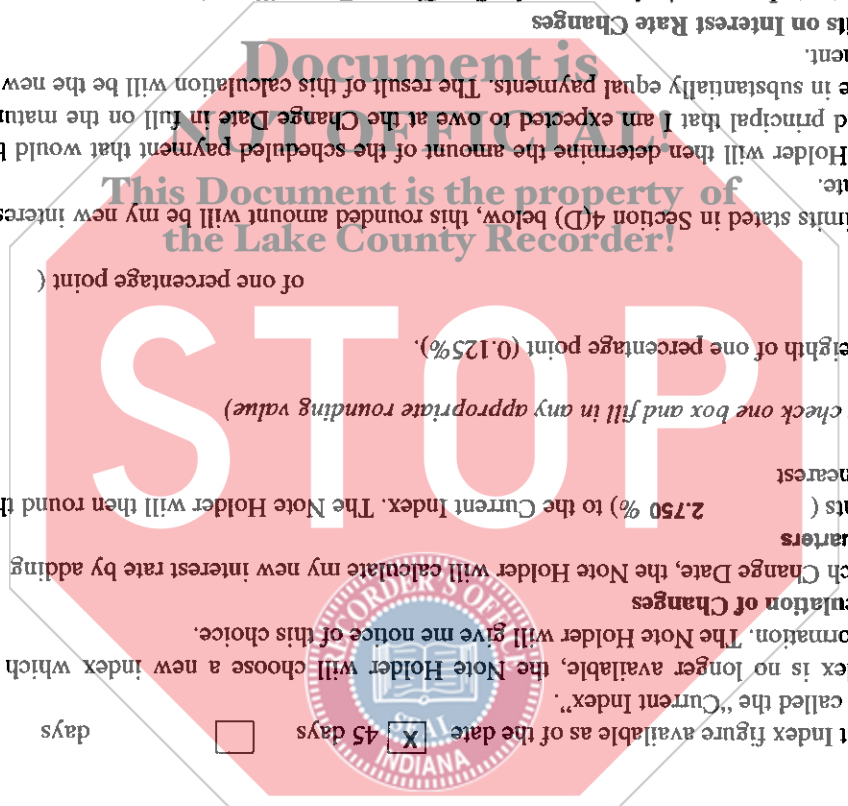 t Index figure available as of the date X 45 days days
called the “Current Index”.
Index is no longer available, the Note Holder will choose a new index which
formation. The Note Holder will give me notice of this choice.
culation of Changes
ch Change Date, the Note Holder will calculate my new interest rate by adding
uarters
nts ( 2.750 %) to the Current Index. The Note Holder will then round th
nearest
check one box and fill in any appropriate rounding value)
eighth of one percentage point (0.125%).
of one percentage point (
imits stated in Section 4(D) below, this rounded amount will be my new interes
ate.
Holder will then determine the amount of the scheduled payment that would b
d principal that I am expected to owe at the Change Date in full on the matur
e in substantially equal payments. The result of this calculation will be the new
ment.
its on Interest Rate Changes
Document is
NOT OFFICIAL!
This Document is the property of
the Lake County Recorder!
STOP
RECORDER'S OFFICE
SEAL
INDIANA